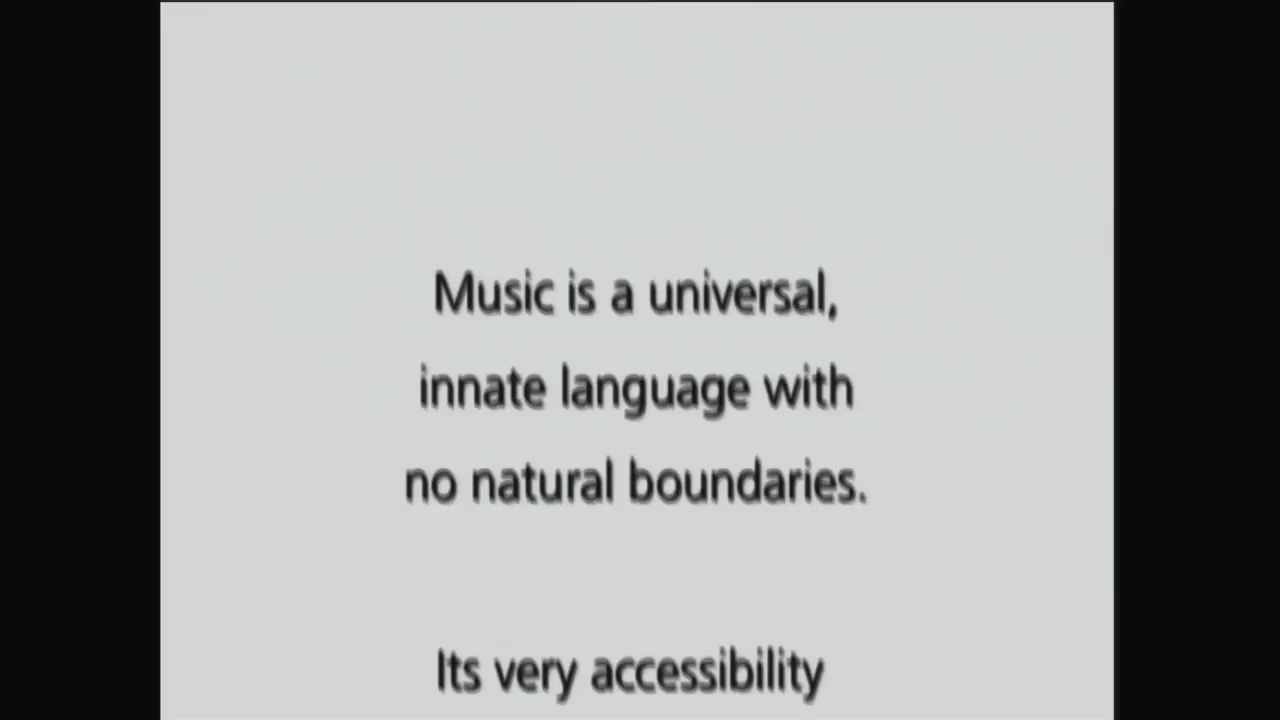 Music is a universal,
innate language with
no natural boundaries.
Its very accessibility